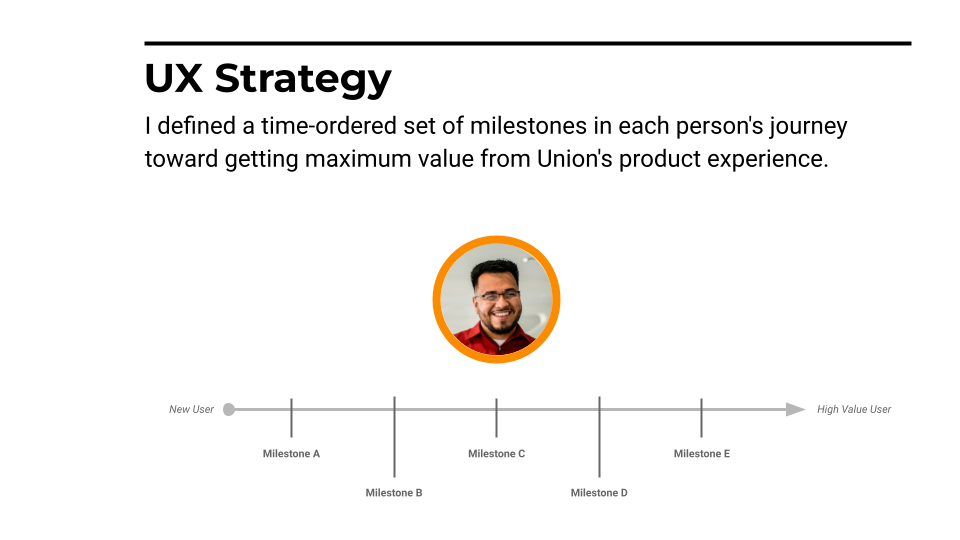 UX Strategy
I defined a time-ordered set of milestones in each person's journey
toward getting maximum value from Union's product experience.
New User
High Value User
Milestone A
Milestone C
Milestone E
Milestone B
Milestone D